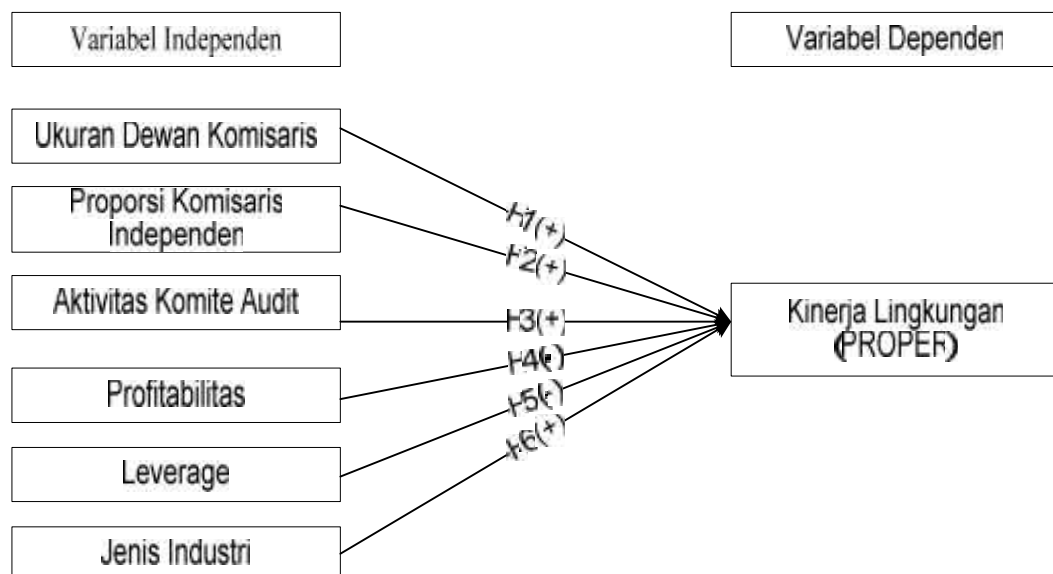 Variabel Independen
Variabel Dependen
Ukuran Dewan Komisaris
Proporsi Komisaris
Independen
Aktivitas Komite Audit
Profitabilitas
Leverage
Jenis Industri
H1(+)
H2(+)
H3(+)
H4(-)
H5(-)
H6(+)
Kinerja Lingkungan
(PROPER)